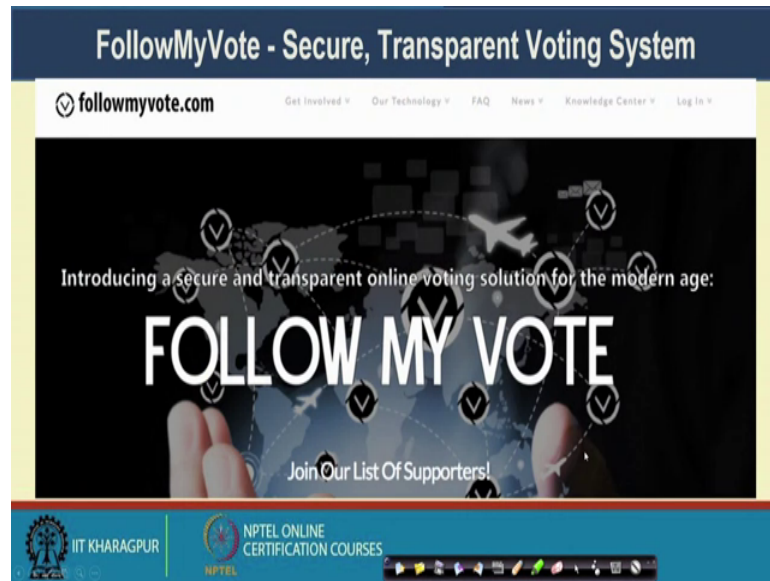 FollowMyVote - Secure, Transparent Voting System
followmyvote.com
Get Involved Our Technology FAQ News Knowledge Center Log In
Introducing a secure and transparent online voting solution for the modern age:
FOLLOW MY VOTE
Join Our List Of Supporters!
IIT KHARAGPUR
NPTEL
NPTEL ONLINE
CERTIFICATION COURSES